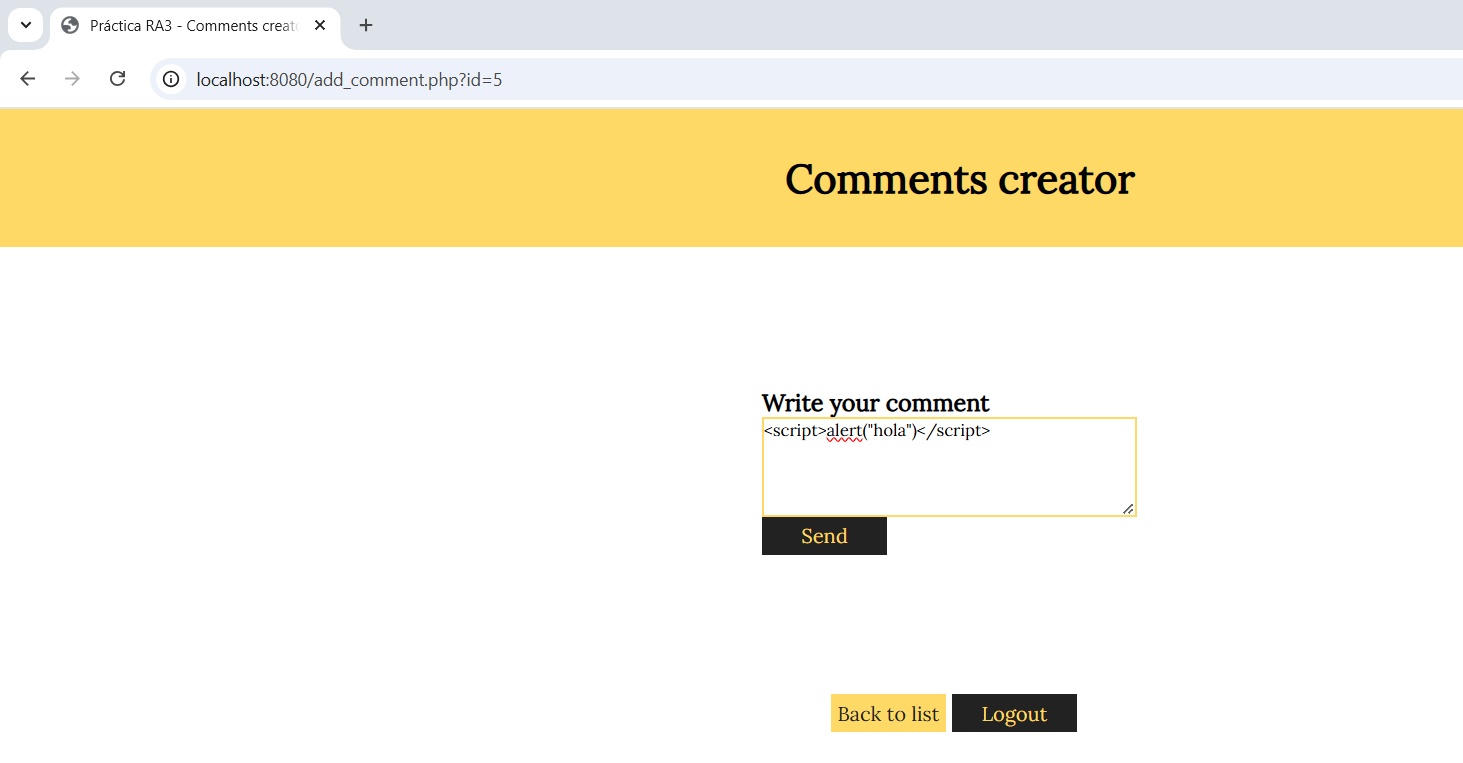 Práctica RA3 - Comments creato
localhost:8080/add_comment.php?id=5
Comments creator
Write your comment
<script>alert("hola")</script>
Send
Back to list
Logout